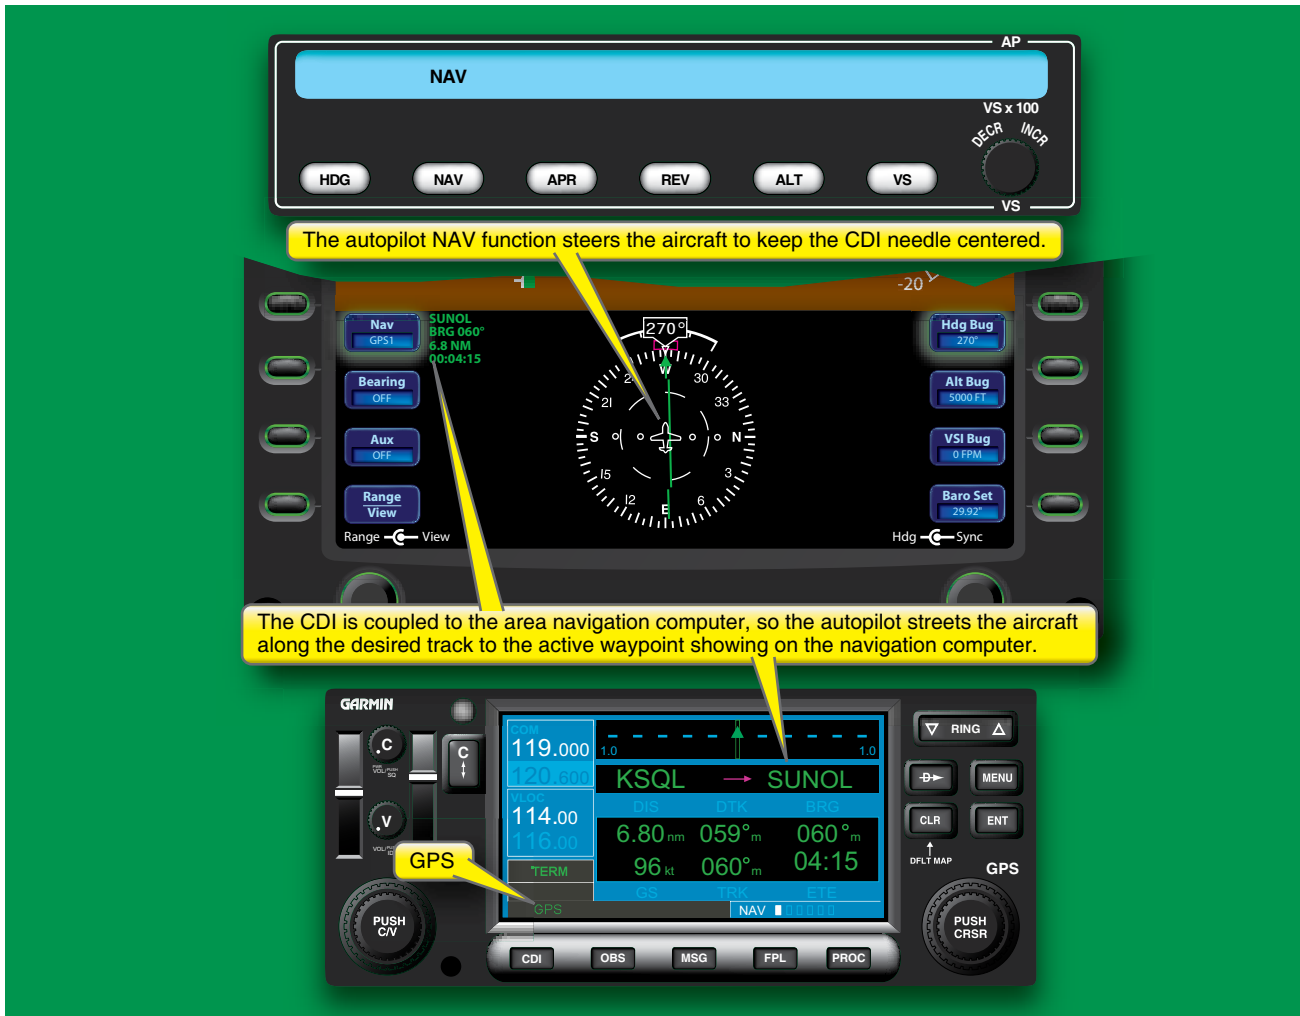 AP
NAV
VS x 100
DECR INCR
HDG NAV APR REV ALT VS
VS
The autopilot NAV function steers the aircraft to keep the CDI needle centered.
-20
Nav
GPS1
SUNOL
BRG 060°
6.8 NM
00:04:15
270°
Hdg Bug
270°
Bearing
OFF
Alt Bug
5000 FT
Aux
OFF
VSI Bug
0 FPM
Range
View
Baro Set
29.92"
W 30 33 N 3 6 E 12 15 S 21 24
Range View
Hdg Sync
The CDI is coupled to the area navigation computer, so the autopilot streets the aircraft
along the desired track to the active waypoint showing on the navigation computer.
GARMIN
C
PWR
VOL/PUSH
SQ
C
V
COM
119.000
120.600
VLOC
114.00
116.00
1.0 1.0
KSQL → SUNOL
DIS DTK BRG
6.80 nm 059°m 060°m
96 kt 060°m 04:15
GS TRK ETE
TERM
GPS
GPS
NAV
RING
D MENU
CLR ENT
DFLT MAP
GPS
PUSH
C/V
PUSH
CRSR
CDI OBS MSG FPL PROC